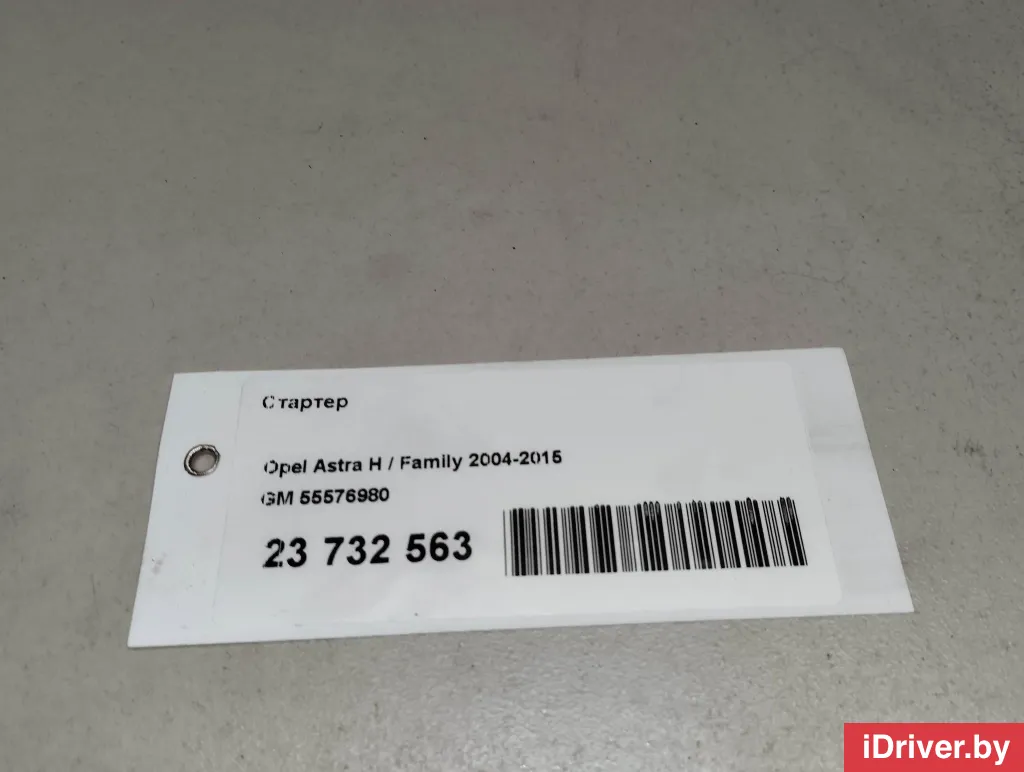 Стартер
Opel Astra H / Family 2004-2015
GM 55576980
23 732 563
iDriver.by